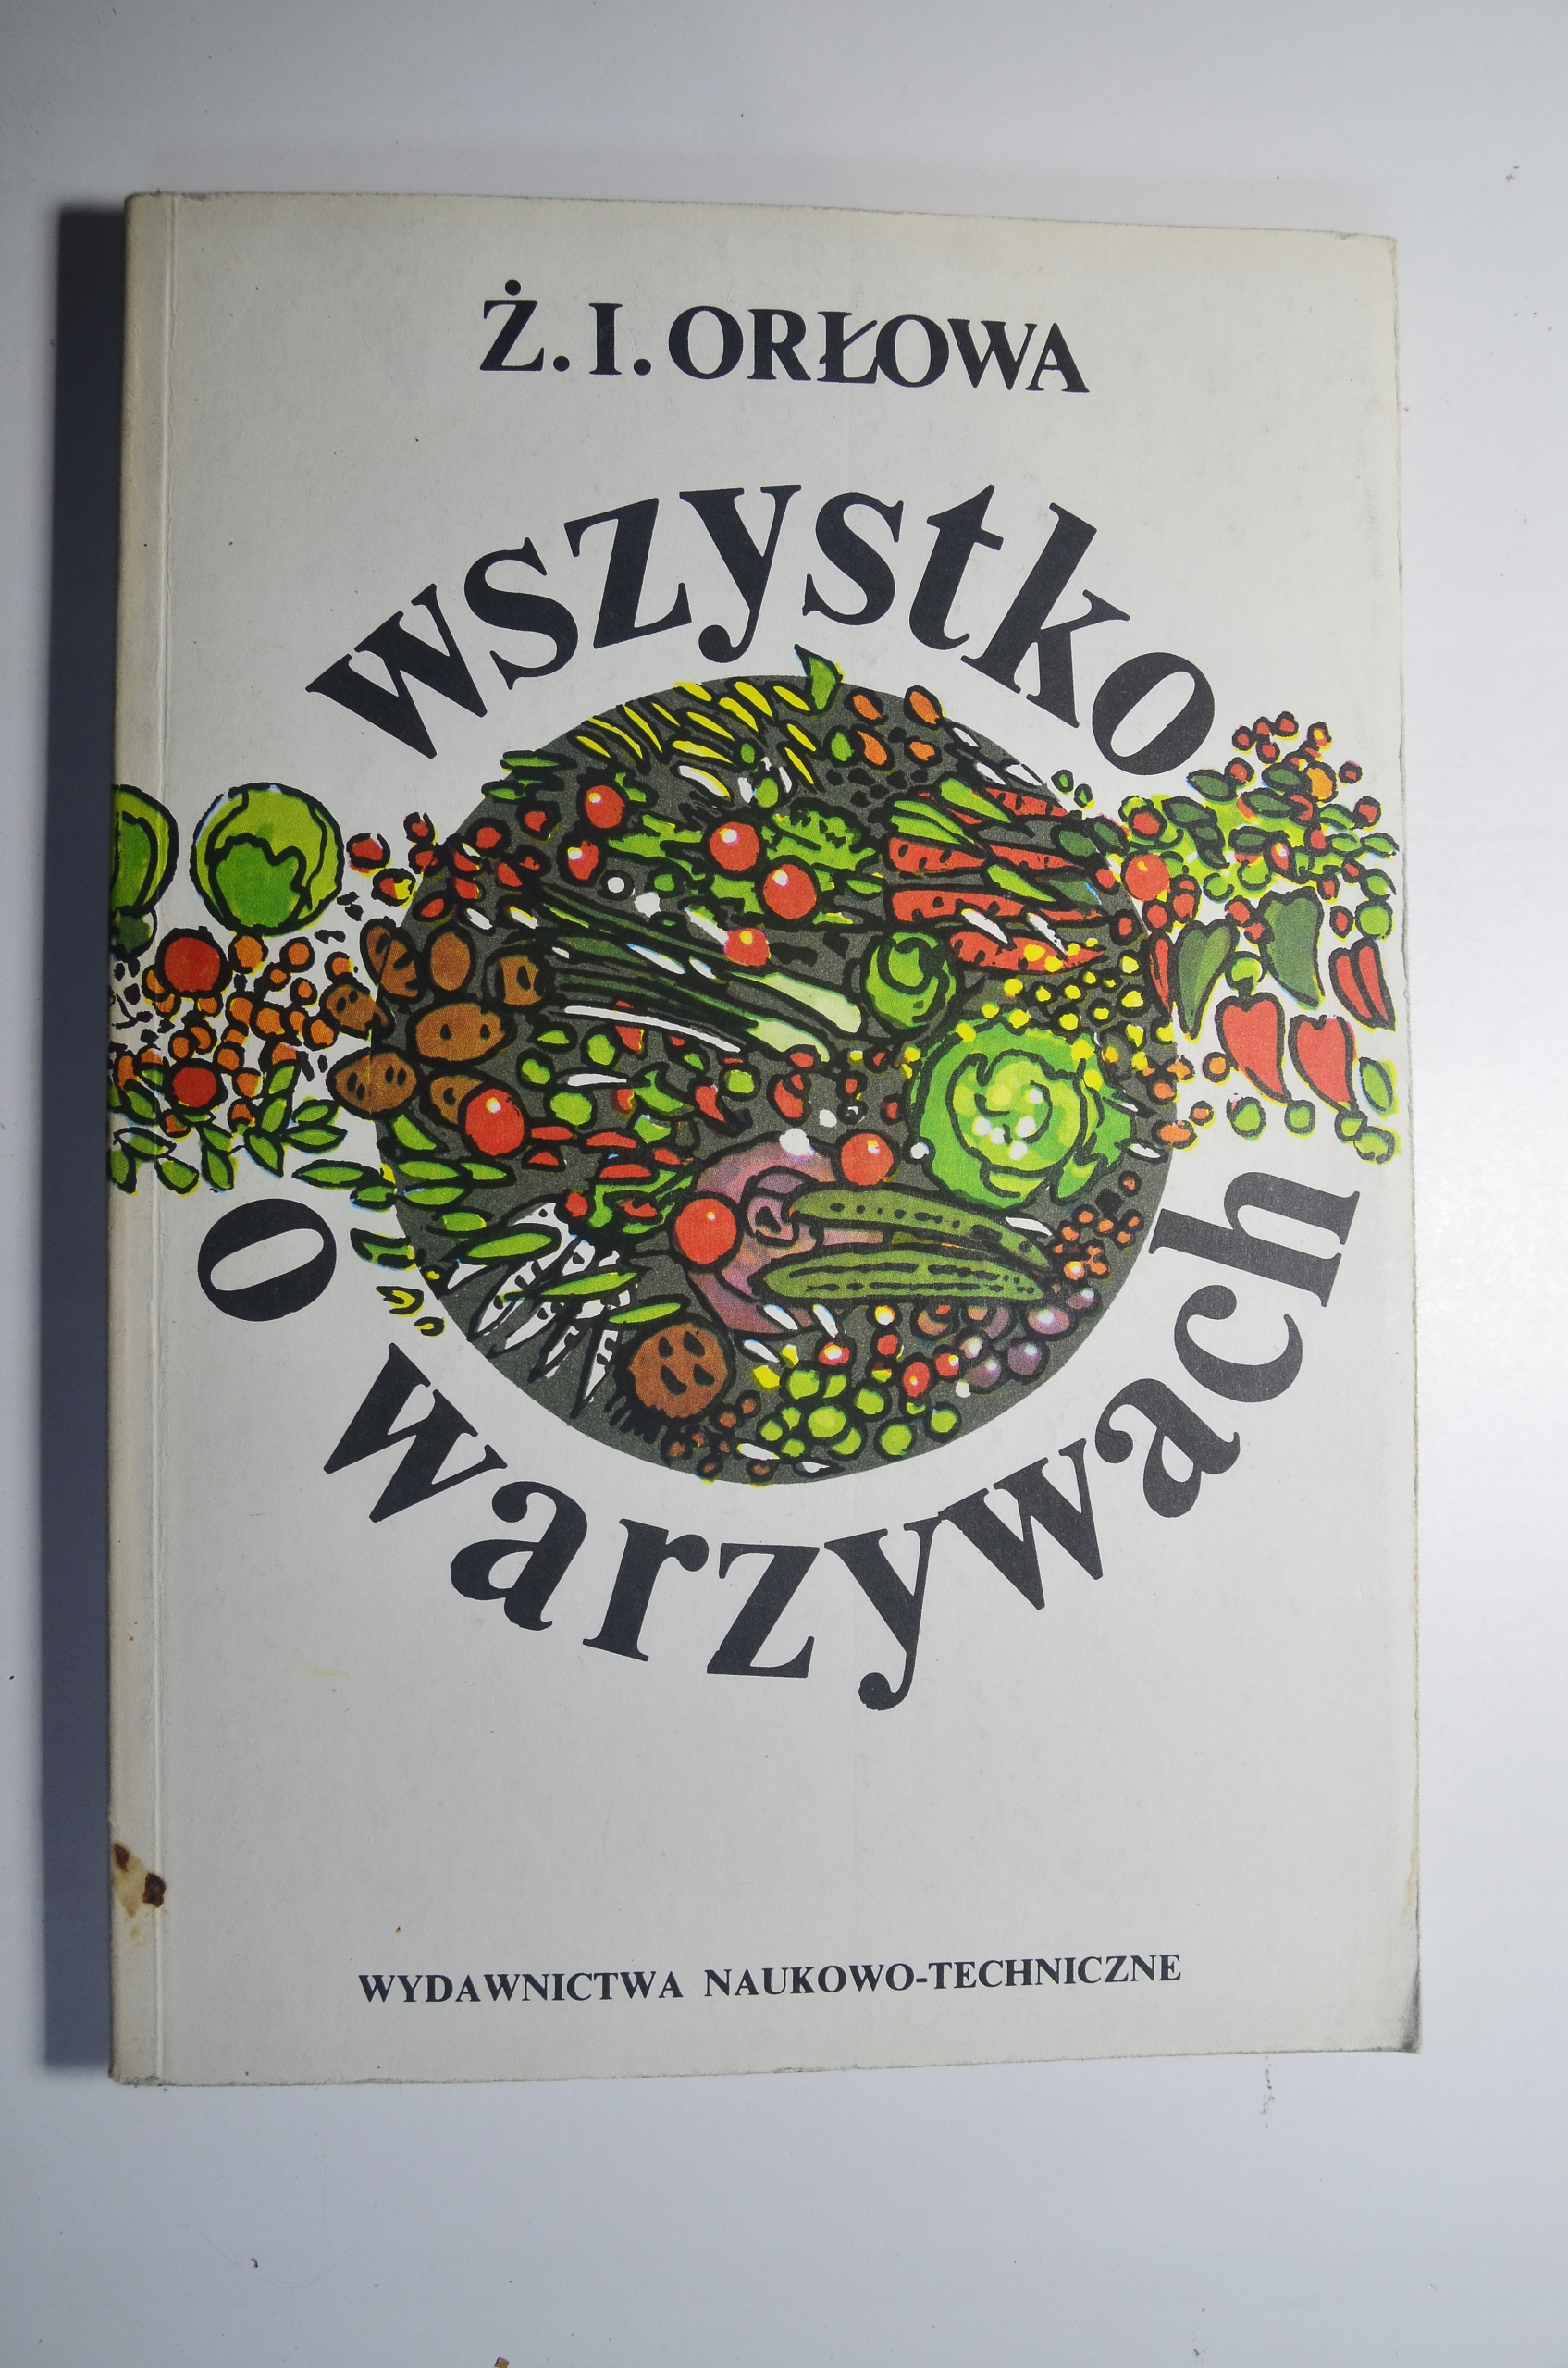 Ż. I. ORŁOWA
wszystko
o warzywach
WYDAWNICTWA NAUKOWO-TECHNICZNE